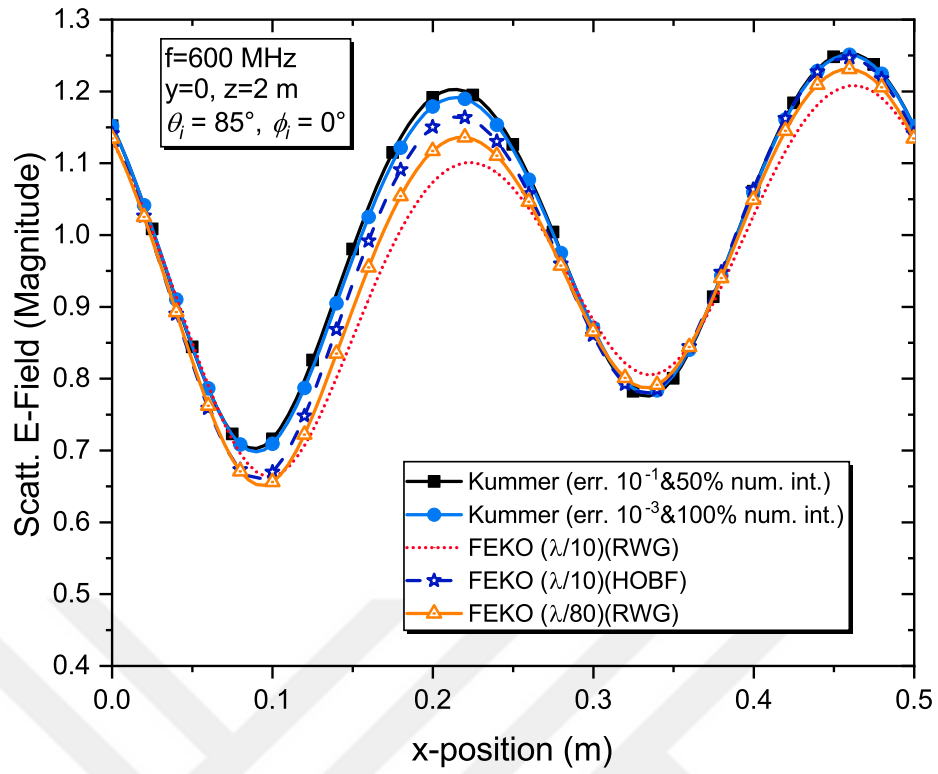 1.3
1.2
1.1
1.0
0.9
0.8
0.7
0.6
0.5
0.4
Scatt. E-Field (Magnitude)
f=600 MHz
y=0, z=2 m
θᵢ = 85°, ϕᵢ = 0°
Kummer (err. 10⁻¹&50% num. int.)
Kummer (err. 10⁻³&100% num. int.)
FEKO (λ/10)(RWG)
FEKO (λ/10)(HOBF)
FEKO (λ/80)(RWG)
0.0 0.1 0.2 0.3 0.4 0.5
x-position (m)